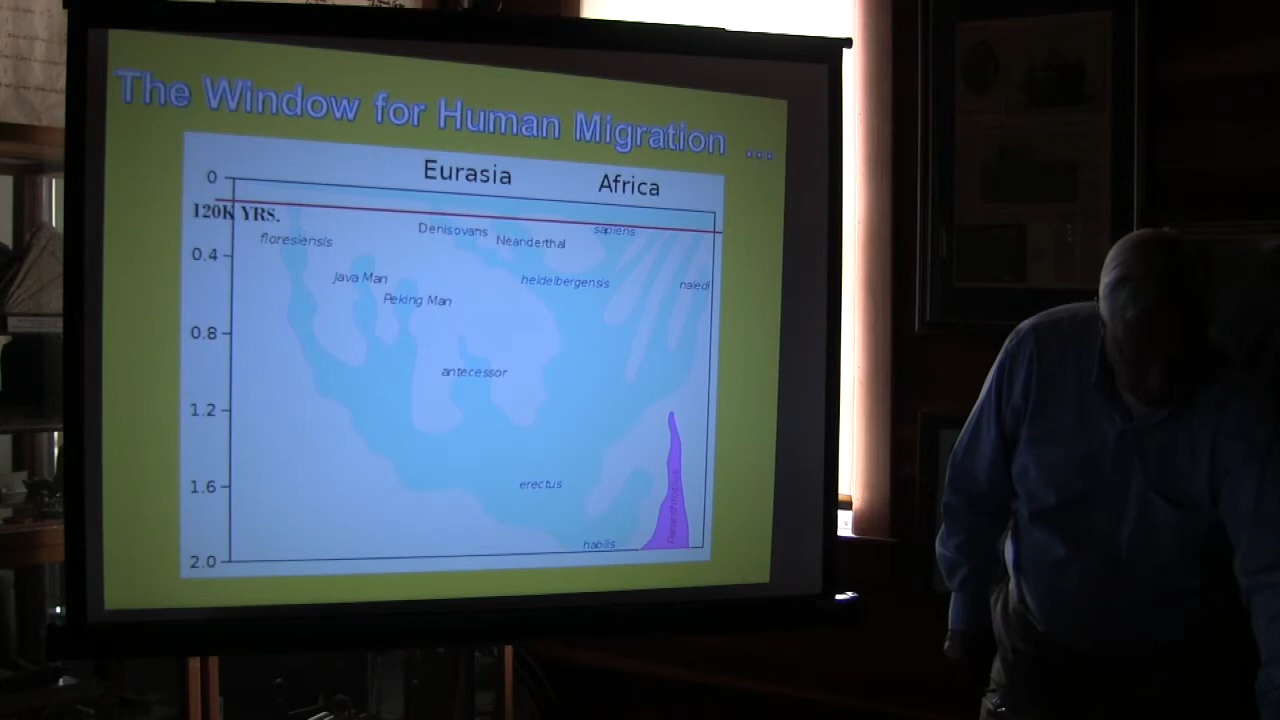 The Window for Human Migration ...
Eurasia Africa
0
120K YRS.
Denisovans
sapiens
floresiensis
Neanderthal
0.4
Java Man
heidelbergensis
naledi
Peking Man
0.8
antecessor
1.2
Paranthropus
1.6
erectus
habilis
2.0